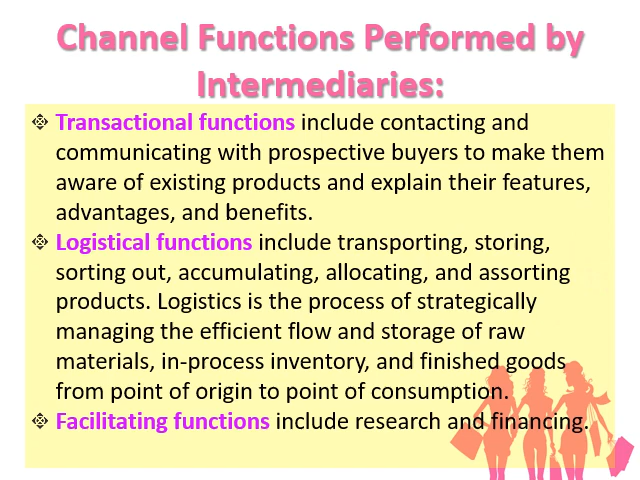 Channel Functions Performed by
Intermediaries:
Transactional functions include contacting and
communicating with prospective buyers to make them
aware of existing products and explain their features,
advantages, and benefits.
Logistical functions include transporting, storing,
sorting out, accumulating, allocating, and assorting
products. Logistics is the process of strategically
managing the efficient flow and storage of raw
materials, in-process inventory, and finished goods
from point of origin to point of consumption.
Facilitating functions include research and financing.